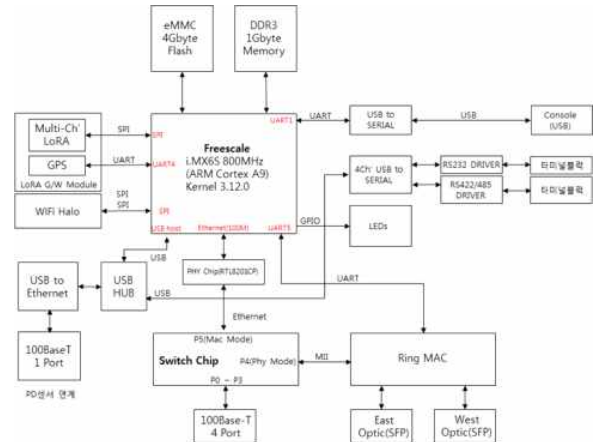 eMMC
4Gbyte
Flash
DDR3
1Gbyte
Memory
Freescale
i.MX6S 800MHz
(ARM Cortex A9)
Kernel 3.12.0
UART1
UART
USB to
SERIAL
USB
Console
(USB)
Multi-Ch'
LoRA
SPI
SPI
GPS
UART
UART4
LoRA G/W Module
WIFI Halo
SPI
SPI
SPI
USB host
Ethernet(100M)
UART5
4Ch' USB to
SERIAL
RS232 DRIVER
터미널블락
RS422/485
DRIVER
터미널블락
GPIO
LEDs
USB
USB to
Ethernet
USB
HUB
USB
PHY Chip(RTL8201CP)
UART
Ethernet
100BaseT
1 Port
PD센서 연계
P5(Mac Mode)
Switch Chip
P4(Phy Mode)
P0 ~ P3
MII
Ring MAC
100Base-T
4 Port
East
Optic(SFP)
West
Optic(SFP)